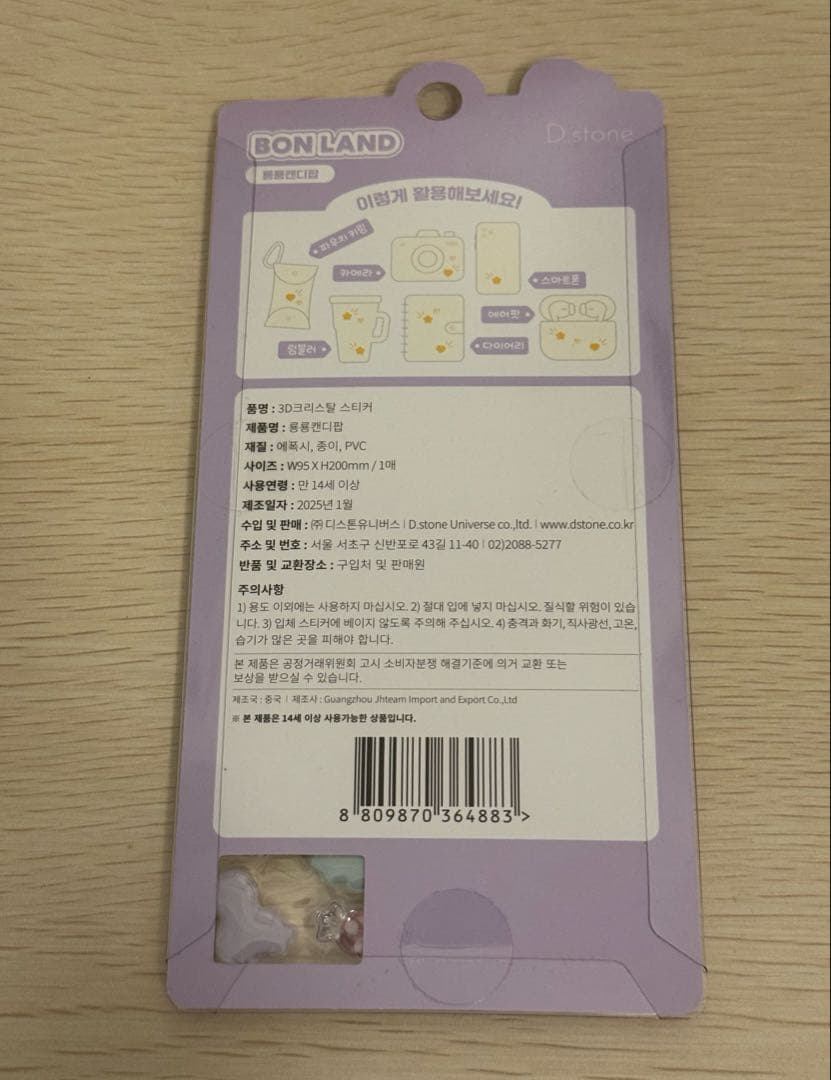 BON LAND
D.stone
룡룡캔디팝
이렇게 활용해보세요!
파우치 키링
카메라
스마트폰
에어팟
텀블러
다이어리
품명 : 3D크리스탈 스티커
제품명 : 룡룡캔디팝
재질 : 에폭시, 종이, PVC
사이즈 : W95 X H200mm / 1매
사용연령 : 만 14세 이상
제조일자 : 2025년 1월
수입 및 판매 : ㈜디스톤유니버스 | D.stone Universe co.,ltd. | www.dstone.co.kr
주소 및 번호 : 서울 서초구 신반포로 43길 11-40 | 02)2088-5277
반품 및 교환장소 : 구입처 및 판매원
주의사항
1) 용도 이외에는 사용하지 마십시오. 2) 절대 입에 넣지 마십시오. 질식할 위험이 있습
니다. 3) 입체 스티커에 베이지 않도록 주의해 주십시오. 4) 충격과 화기, 직사광선, 고온,
습기가 많은 곳을 피해야 합니다.
본 제품은 공정거래위원회 고시 소비자분쟁 해결기준에 의거 교환 또는
보상을 받으실 수 있습니다.
제조국 : 중국 | 제조사 : Guangzhou Jhteam Import and Export Co.,Ltd
※ 본 제품은 14세 이상 사용가능한 상품입니다.
8 809870 364883 >